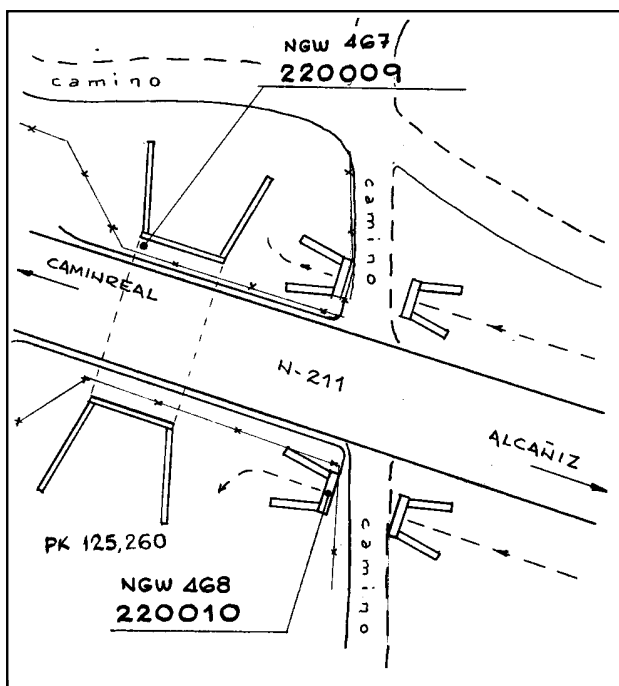 NGW 467
220009
camino
camino
CAMINREAL
N-211
ALCAÑIZ
PK 125,260
NGW 468
220010
camino